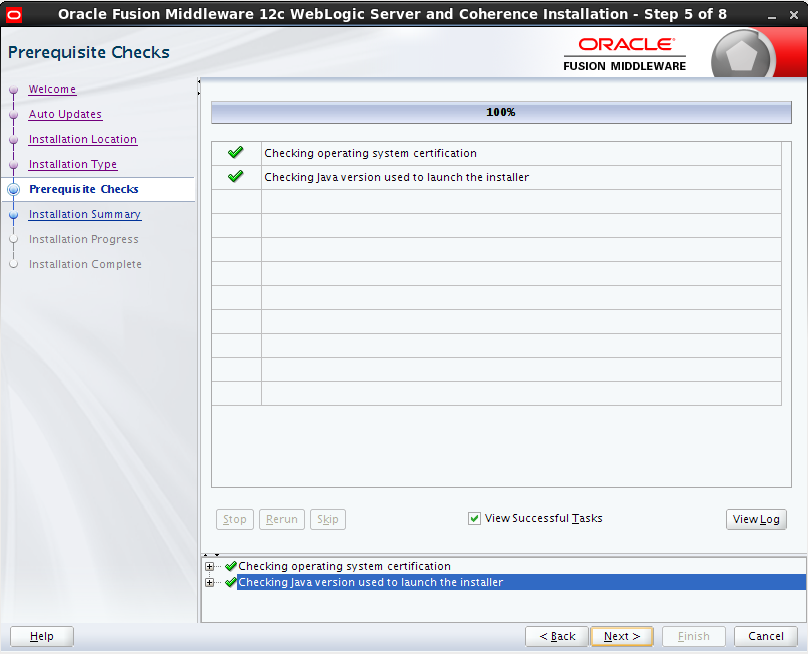 Oracle Fusion Middleware 12c WebLogic Server and Coherence Installation - Step 5 of 8
Prerequisite Checks
ORACLE®
FUSION MIDDLEWARE
Welcome
Auto Updates
Installation Location
Installation Type
Prerequisite Checks
Installation Summary
Installation Progress
Installation Complete
100%
Checking operating system certification
Checking Java version used to launch the installer
Stop
Rerun
Skip
View Successful Tasks
View Log
Checking operating system certification
Checking Java version used to launch the installer
Help
< Back
Next >
Finish
Cancel